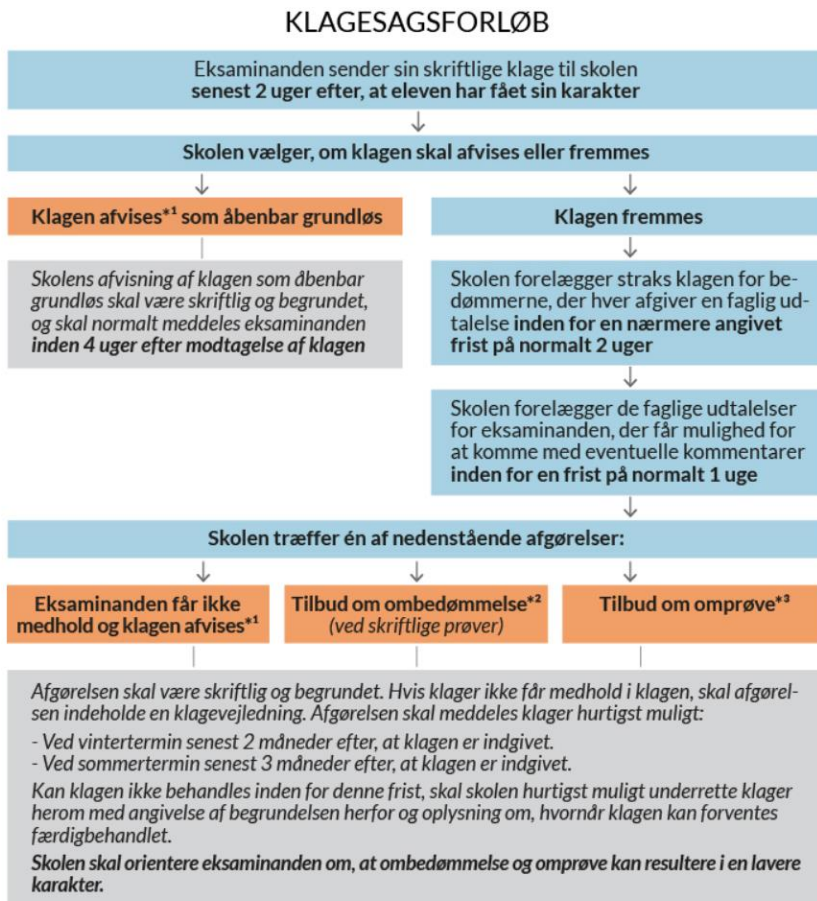 KLAGESAGSFORLØB
Eksaminanden sender sin skriftlige klage til skolen
senest 2 uger efter, at eleven har fået sin karakter
Skolen vælger, om klagen skal afvises eller fremmes
Klagen afvises*¹ som åbenbar grundløs
Klagen fremmes
Skolens afvisning af klagen som åbenbar
grundløs skal være skriftlig og begrundet,
og skal normalt meddeles eksaminanden
inden 4 uger efter modtagelse af klagen
Skolen forelægger straks klagen for be-
dømmerne, der hver afgiver en faglig ud-
talelse inden for en nærmere angivet
frist på normalt 2 uger
Skolen forelægger de faglige udtalelser
for eksaminanden, der får mulighed for
at komme med eventuelle kommentarer
inden for en frist på normalt 1 uge
Skolen træffer én af nedenstående afgørelser:
Eksaminanden får ikke
medhold og klagen afvises*¹
Tilbud om ombedømmelse*²
(ved skriftlige prøver)
Tilbud om omprøve*³
Afgørelsen skal være skriftlig og begrundet. Hvis klager ikke får medhold i klagen, skal afgørel-
sen indeholde en klagevejledning. Afgørelsen skal meddeles klager hurtigst muligt:
- Ved vintertermin senest 2 måneder efter, at klagen er indgivet.
- Ved sommertermin senest 3 måneder efter, at klagen er indgivet.
Kan klagen ikke behandles inden for denne frist, skal skolen hurtigst muligt underrette klager
herom med angivelse af begrundelsen herfor og oplysning om, hvornår klagen kan forventes
færdigbehandlet.
Skolen skal orientere eksaminanden om, at ombedømmelse og omprøve kan resultere i en lavere
karakter.